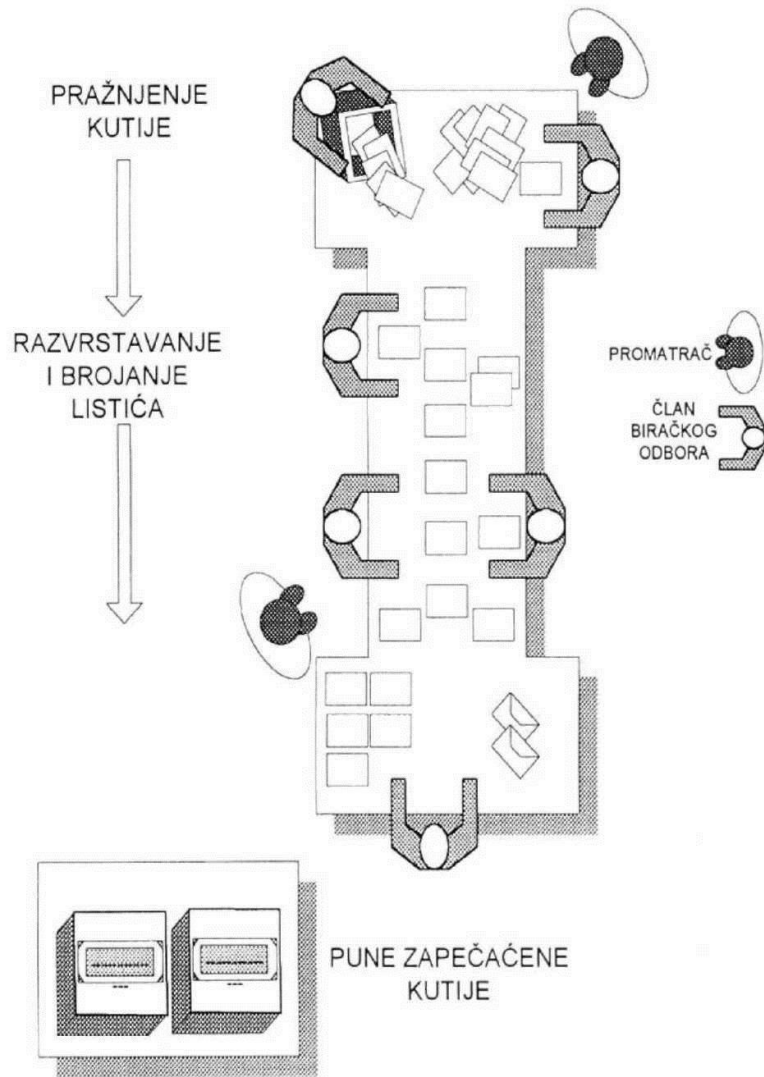 PRAŽNJENJE
KUTIJE
RAZVRSTAVANJE
I BROJANJE
LISTIĆA
PROMATRAČ
ČLAN
BIRAČKOG
ODBORA
PUNE ZAPEČAĆENE
KUTIJE